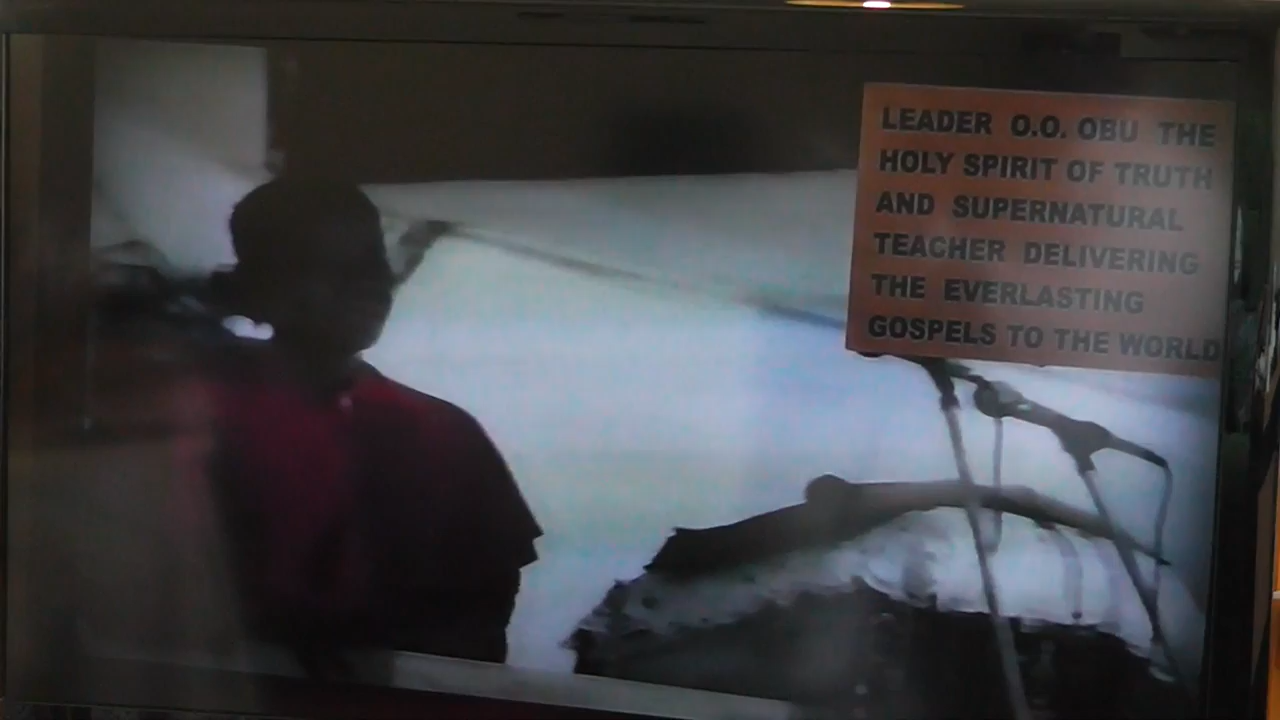 LEADER O.O. OBU THE
HOLY SPIRIT OF TRUTH
AND SUPERNATURAL
TEACHER DELIVERING
THE EVERLASTING
GOSPELS TO THE WORLD